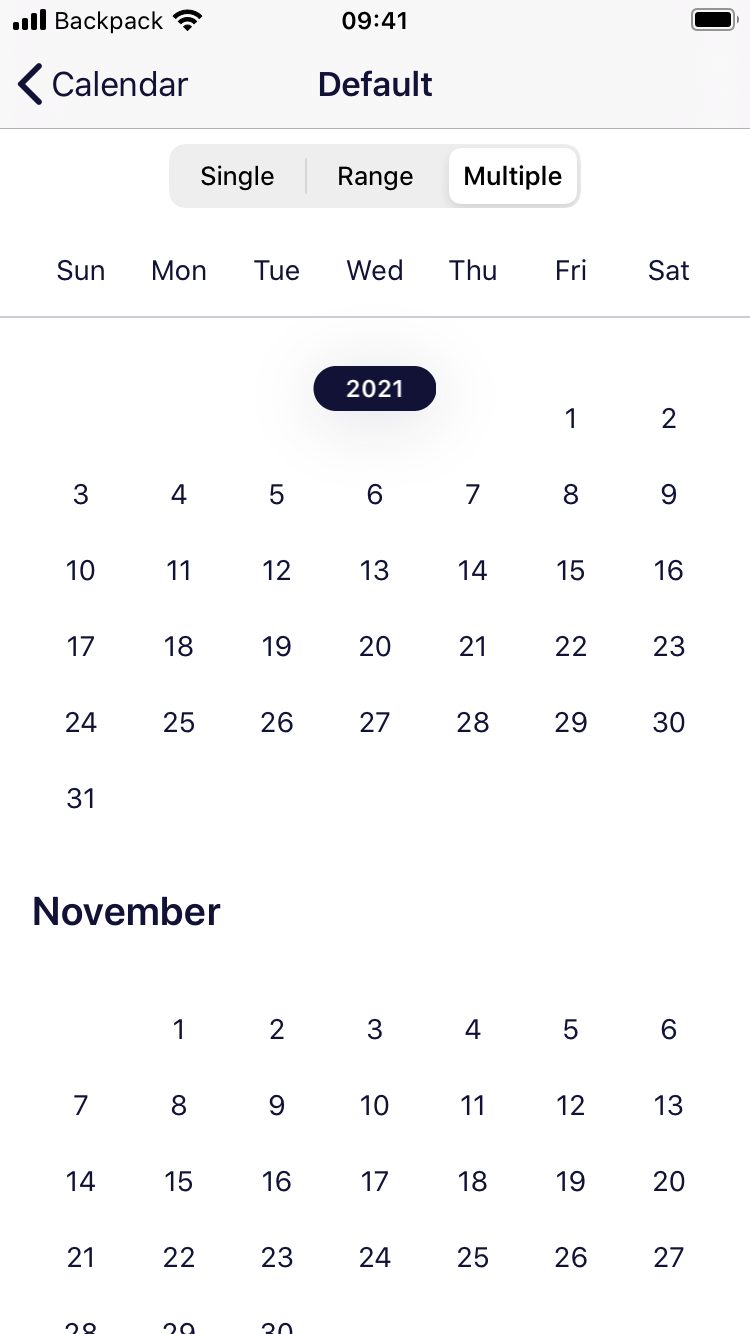 Backpack 09:41
Calendar Default
Single Range Multiple
Sun Mon Tue Wed Thu Fri Sat
2021
1 2
3 4 5 6 7 8 9
10 11 12 13 14 15 16
17 18 19 20 21 22 23
24 25 26 27 28 29 30
31
November
1 2 3 4 5 6
7 8 9 10 11 12 13
14 15 16 17 18 19 20
21 22 23 24 25 26 27
28 29 30